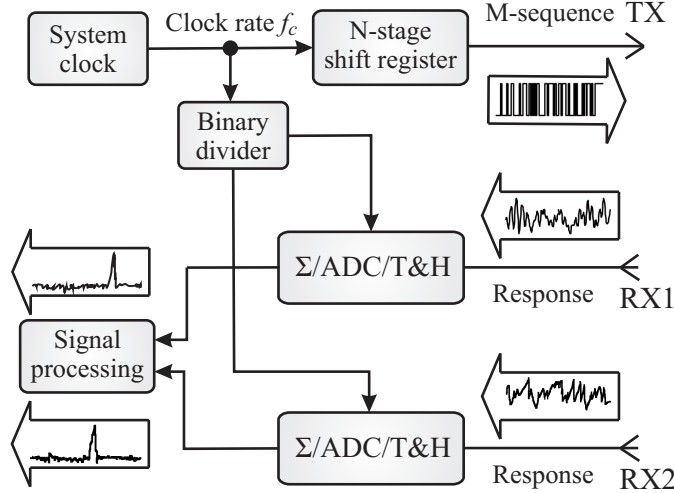 System
clock
Clock rate f_c
N-stage
shift register
M-sequence TX
Binary
divider
Σ/ADC/T&H
Response RX1
Signal
processing
Σ/ADC/T&H
Response RX2